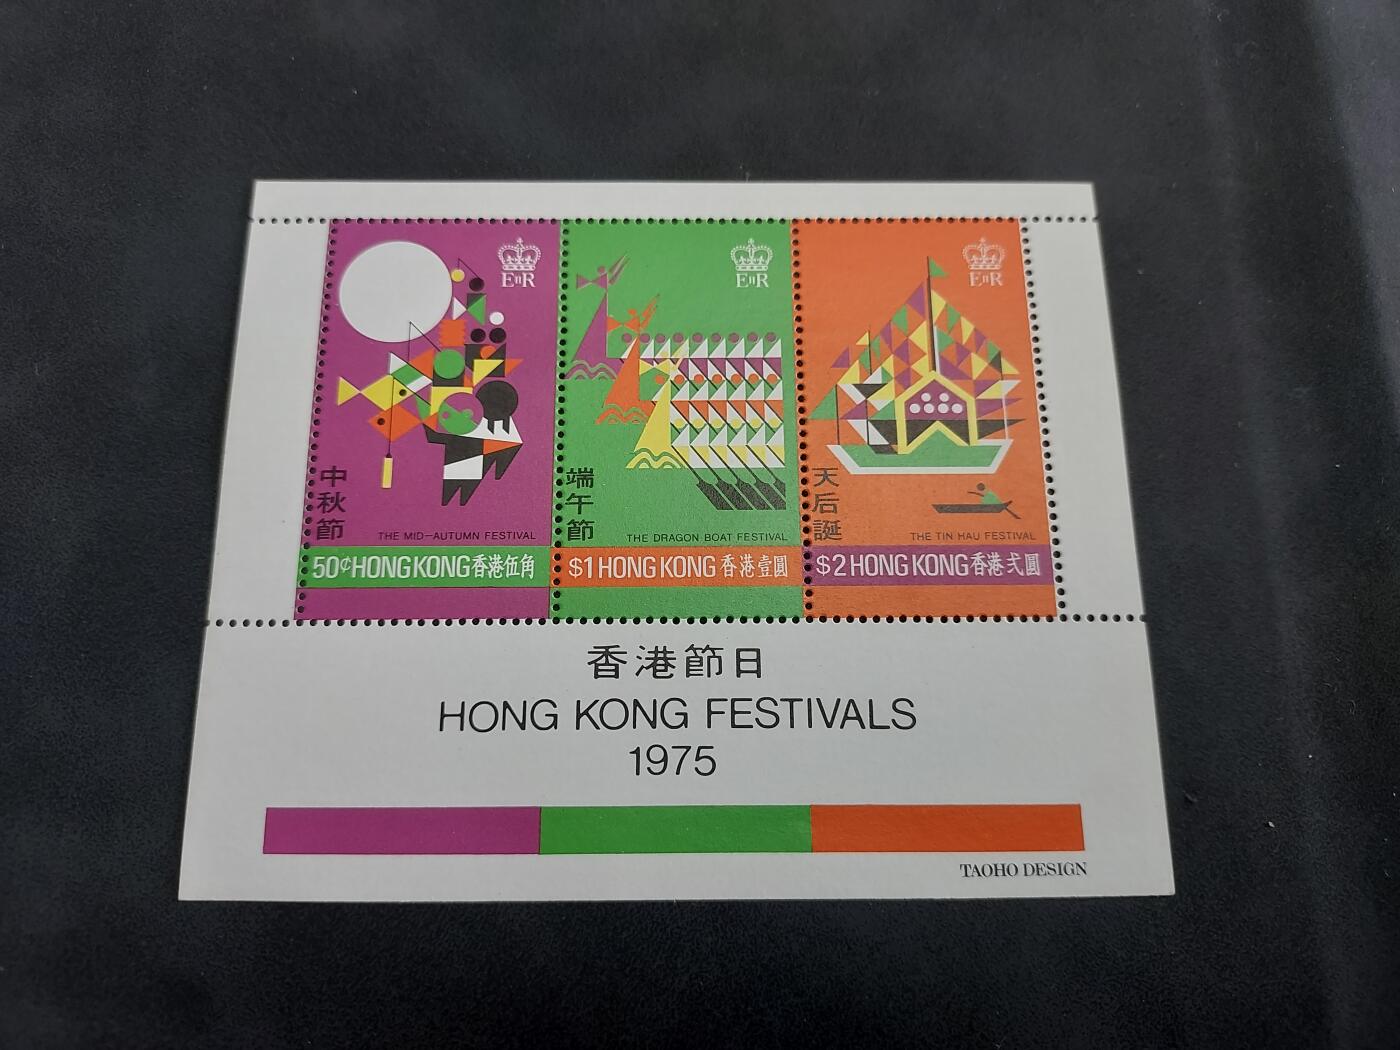 EIIR
中秋節
THE MID-AUTUMN FESTIVAL
50¢ HONG KONG 香港伍角
EIIR
端午節
THE DRAGON BOAT FESTIVAL
$1 HONG KONG 香港壹圓
EIIR
天后誕
THE TIN HAU FESTIVAL
$2 HONG KONG 香港弍圓
香港節日
HONG KONG FESTIVALS
1975
TAOHO DESIGN